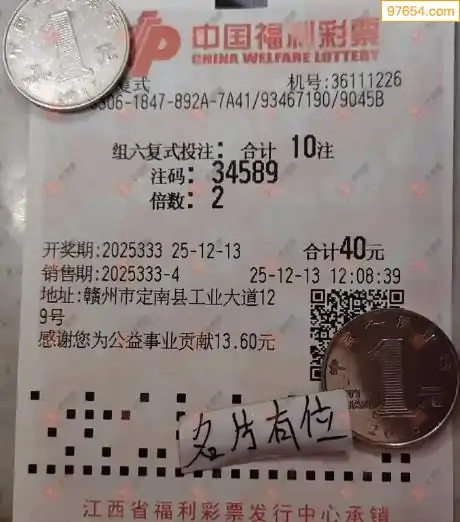 97654.com
中国福利彩票
CHINA WELFARE LOTTERY
复式
机号:36111226
306-1847-892A-7A41/93467190/9045B
组六复式投注: 合计 10注
注码: 34589
倍数: 2
开奖期:2025333 25-12-13 合计40元
销售期:2025333-4 25-12-13 12:08:39
地址:赣州市定南县工业大道12
9号
感谢您为公益事业贡献13.60元
名片有位
江西省福利彩票发行中心承销
1
1